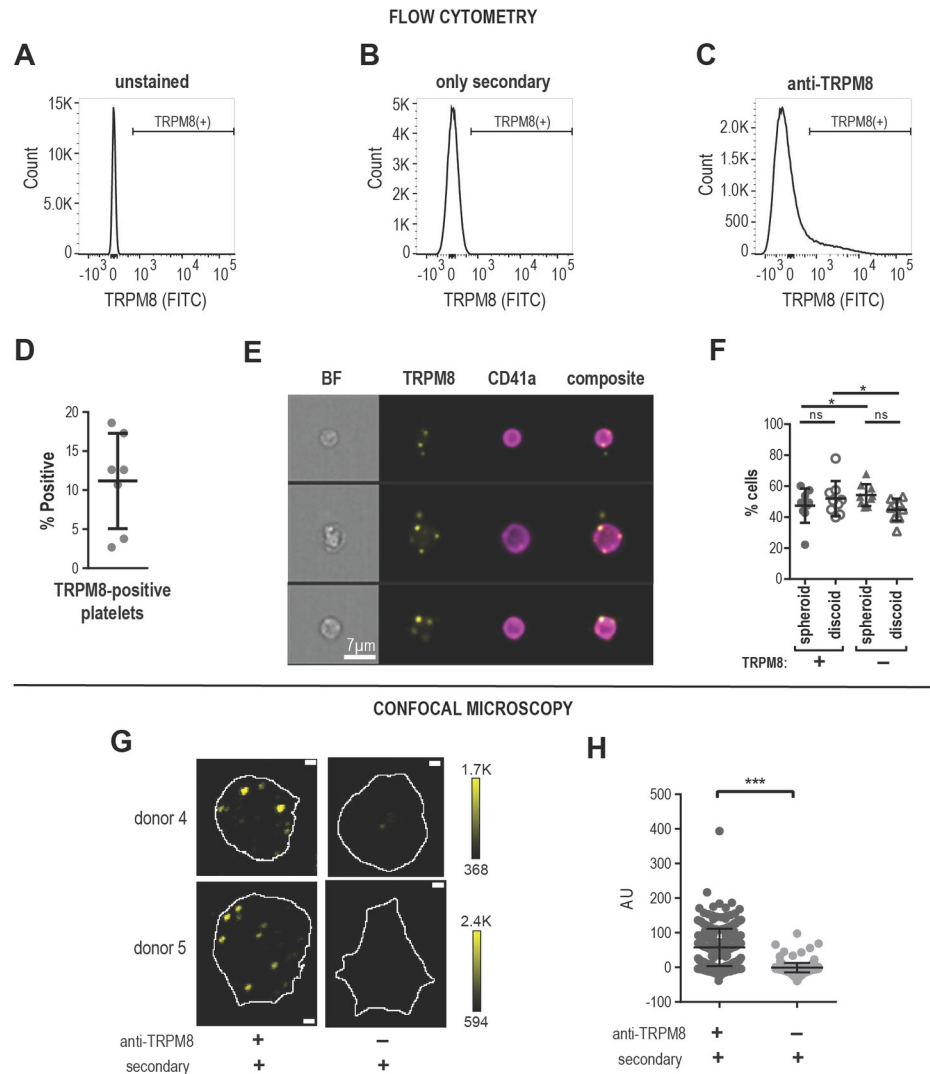 FLOW CYTOMETRY
A
unstained
15K
10K
5.0K
0
Count
TRPM8(+)
-10³ 0 10³ 10⁴ 10⁵
TRPM8 (FITC)
B
only secondary
5K
4K
3K
2K
1K
0
Count
TRPM8(+)
-10³ 0 10³ 10⁴ 10⁵
TRPM8 (FITC)
C
anti-TRPM8
2.0K
1.5K
1.0K
500
0
Count
TRPM8(+)
-10³ 0 10³ 10⁴ 10⁵
TRPM8 (FITC)
D
20
15
10
5
0
% Positive
TRPM8-positive
platelets
E
BF TRPM8 CD41a composite
7µm
F
*
*
ns ns
100
80
60
40
20
0
% cells
spheroid
discoid
spheroid
discoid
TRPM8: + −
CONFOCAL MICROSCOPY
G
donor 4
1.7K
368
donor 5
2.4K
594
anti-TRPM8 + −
secondary + +
H
***
500
400
300
200
100
0
-100
AU
anti-TRPM8 + −
secondary + +